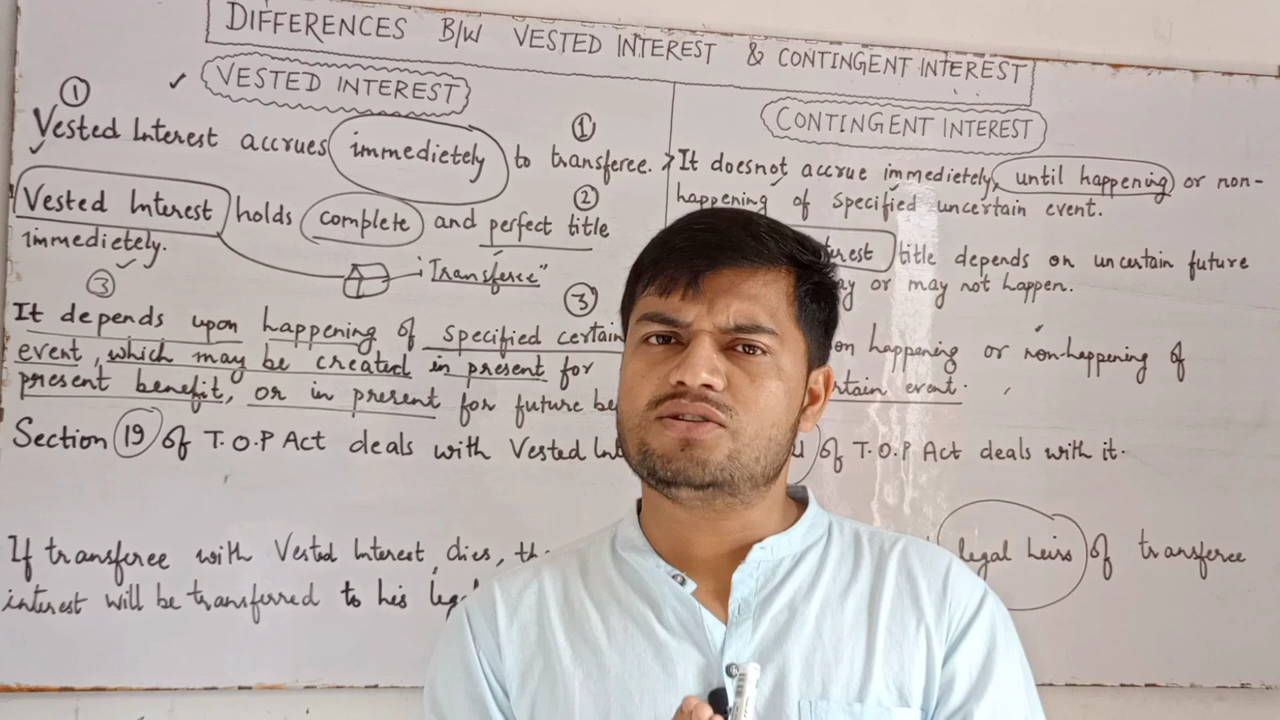 DIFFERENCES B/W VESTED INTEREST & CONTINGENT INTEREST
✓ VESTED INTEREST
①
Vested Interest accrues immedietely to transferee.
②
Vested Interest holds complete and perfect title
immedietely.
"Transferee"
③
It depends upon happening of specified certain
event, which may be created in present for
present benefit, or in present for future be
Section 19 of T.O.P Act deals with Vested
If transferee with Vested Interest dies,
interest will be transferred to his
CONTINGENT INTEREST
①
It doesnot accrue immedietely, until happening or non-
happening of specified uncertain event.
②
title depends on uncertain future
or may not happen.
③
on happening or non-happening of
event.
of T.O.P Act deals with it.
legal heirs of transferee